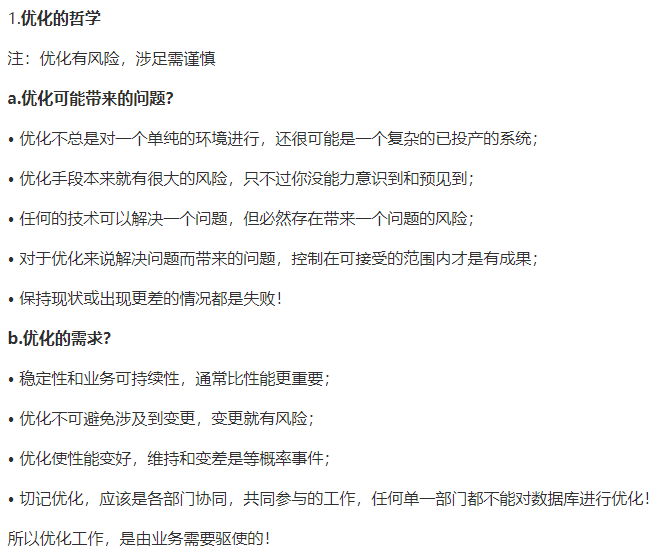 1.优化的哲学
注：优化有风险，涉足需谨慎
a.优化可能带来的问题?
• 优化不总是对一个单纯的环境进行，还很可能是一个复杂的已投产的系统；
• 优化手段本来就有很大的风险，只不过你没能力意识到和预见到；
• 任何的技术可以解决一个问题，但必然存在带来一个问题的风险；
• 对于优化来说解决问题而带来的问题，控制在可接受的范围内才是有成果；
• 保持现状或出现更差的情况都是失败！
b.优化的需求?
• 稳定性和业务可持续性，通常比性能更重要；
• 优化不可避免涉及到变更，变更就有风险；
• 优化使性能变好，维持和变差是等概率事件；
• 切记优化，应该是各部门协同，共同参与的工作，任何单一部门都不能对数据库进行优化！
所以优化工作，是由业务需要驱使的！